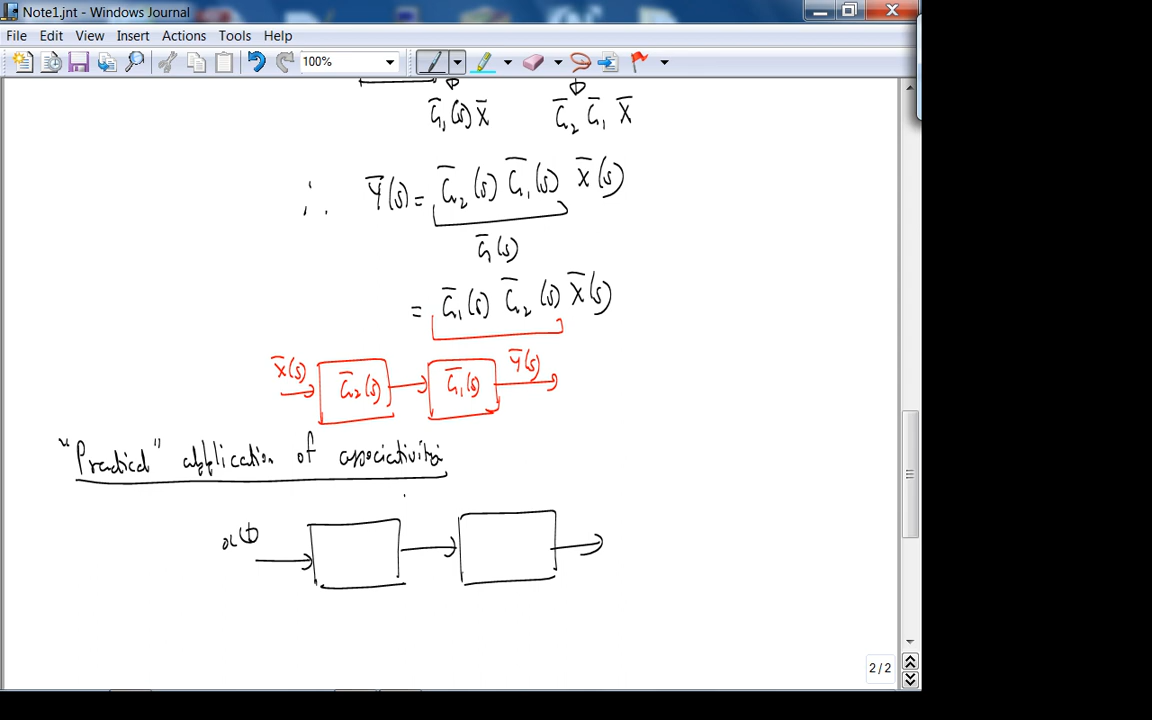 Note1.jnt - Windows Journal
File Edit View Insert Actions Tools Help
100%
G̅₁(s) X̅ G̅₂ G̅₁ X̅
∴ Y̅(s) = G̅₂(s) G̅₁(s) X̅(s)
G̅(s)
= G̅₁(s) G̅₂(s) X̅(s)
X̅(s) G̅₂(s) G̅₁(s) Y̅(s)
"Practical" application of associativity
x(t)
2 / 2